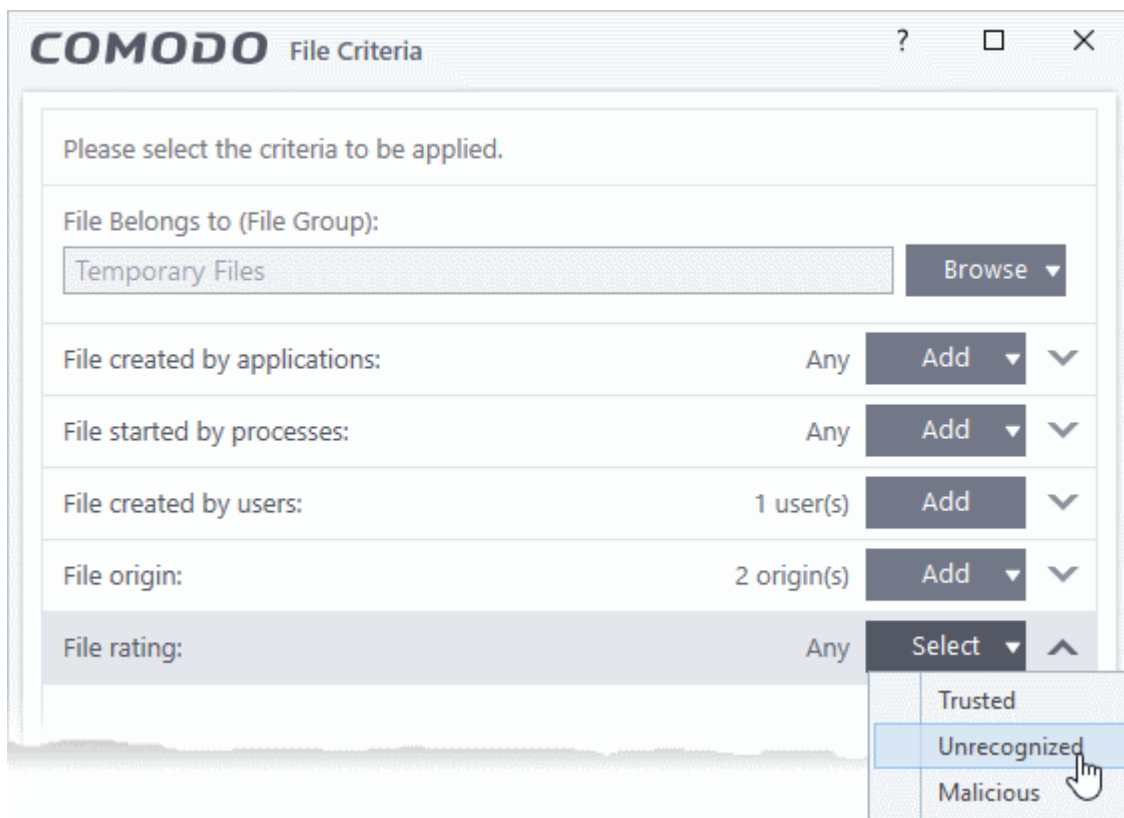 COMODO File Criteria ?
Please select the criteria to be applied.
File Belongs to (File Group):
Temporary Files Browse
File created by applications: Any Add
File started by processes: Any Add
File created by users: 1 user(s) Add
File origin: 2 origin(s) Add
File rating: Any Select
Trusted
Unrecognized
Malicious